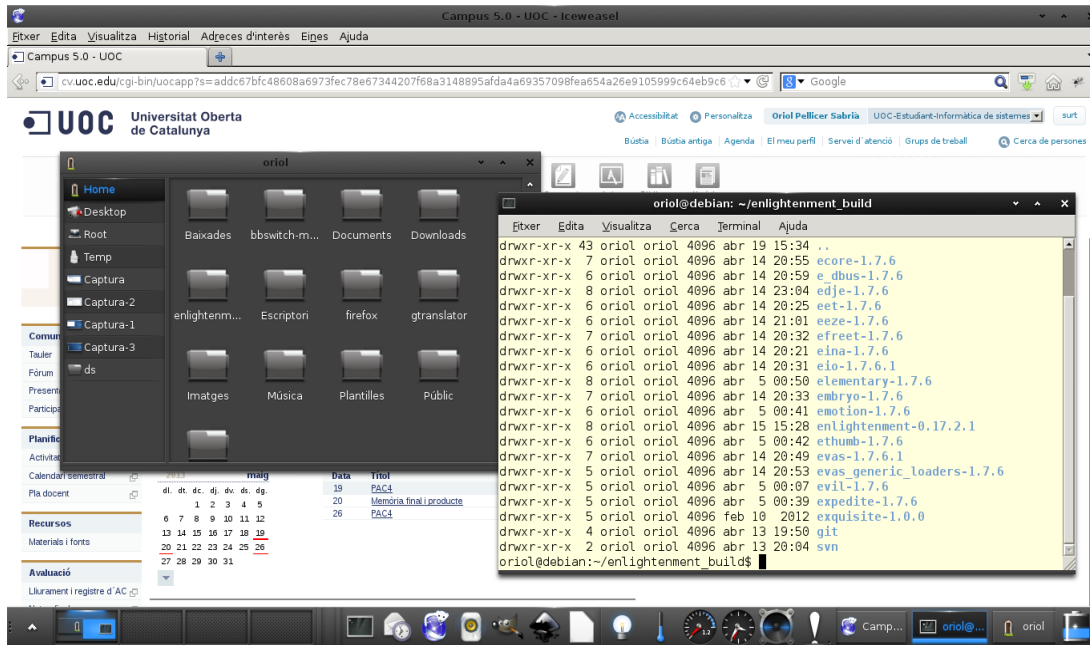 Campus 5.0 - UOC - Iceweasel
Fitxer Edita Visualitza Historial Adreces d'interès Eines Ajuda
Campus 5.0 - UOC
cv.uoc.edu/cgi-bin/uocapp?s=addc67bfc48608a6973fec78e67344207f68a3148895afda4a69357098fea654a26e9105999c64eb9c6
Google
UOC Universitat Oberta de Catalunya
Accessibilitat Personalitza Oriol Pellicer Sabrià UOC-Estudiant-Informàtica de sistemes surt
Bústia Bústia antiga Agenda El meu perfil Servei d´atenció Grups de treball Cerca de persones
oriol
Home
Desktop
Root
Temp
Captura
Captura-2
Captura-1
Captura-3
ds
Baixades bbswitch-m... Documents Downloads
enlightenm... Escriptori firefox gtranslator
Imatges Música Plantilles Públic
oriol@debian: ~/enlightenment_build
Fitxer Edita Visualitza Cerca Terminal Ajuda
drwxr-xr-x 43 oriol oriol 4096 abr 19 15:34 ..
drwxr-xr-x 7 oriol oriol 4096 abr 14 20:55 ecore-1.7.6
drwxr-xr-x 6 oriol oriol 4096 abr 14 20:59 e_dbus-1.7.6
drwxr-xr-x 8 oriol oriol 4096 abr 14 23:04 edje-1.7.6
drwxr-xr-x 6 oriol oriol 4096 abr 14 20:25 eet-1.7.6
drwxr-xr-x 6 oriol oriol 4096 abr 14 21:01 eeze-1.7.6
drwxr-xr-x 7 oriol oriol 4096 abr 14 20:32 efreet-1.7.6
drwxr-xr-x 6 oriol oriol 4096 abr 14 20:21 eina-1.7.6
drwxr-xr-x 6 oriol oriol 4096 abr 14 20:31 eio-1.7.6.1
drwxr-xr-x 8 oriol oriol 4096 abr 5 00:50 elementary-1.7.6
drwxr-xr-x 7 oriol oriol 4096 abr 14 20:33 embryo-1.7.6
drwxr-xr-x 6 oriol oriol 4096 abr 5 00:41 emotion-1.7.6
drwxr-xr-x 8 oriol oriol 4096 abr 15 15:28 enlightenment-0.17.2.1
drwxr-xr-x 6 oriol oriol 4096 abr 5 00:42 ethumb-1.7.6
drwxr-xr-x 7 oriol oriol 4096 abr 14 20:49 evas-1.7.6.1
drwxr-xr-x 5 oriol oriol 4096 abr 14 20:53 evas_generic_loaders-1.7.6
drwxr-xr-x 5 oriol oriol 4096 abr 5 00:07 evil-1.7.6
drwxr-xr-x 5 oriol oriol 4096 abr 5 00:39 expedite-1.7.6
drwxr-xr-x 5 oriol oriol 4096 feb 10 2012 exquisite-1.0.0
drwxr-xr-x 4 oriol oriol 4096 abr 13 19:50 git
drwxr-xr-x 2 oriol oriol 4096 abr 13 20:04 svn
oriol@debian:~/enlightenment_build$
Comun
Tauler
Fòrum
Present
Participa
Planific
Activitat
Calendari semestral
Pla docent
Recursos
Materials i fonts
Avaluació
Lliurament i registre d´AC
2013 maig
dl. dt. dc. dj. dv. ds. dg.
1 2 3 4 5
6 7 8 9 10 11 12
13 14 15 16 17 18 19
20 21 22 23 24 25 26
27 28 29 30 31
Data Títol
19 PAC4
20 Memòria final i producte
26 PAC4
1.2
Camp... oriol@... oriol